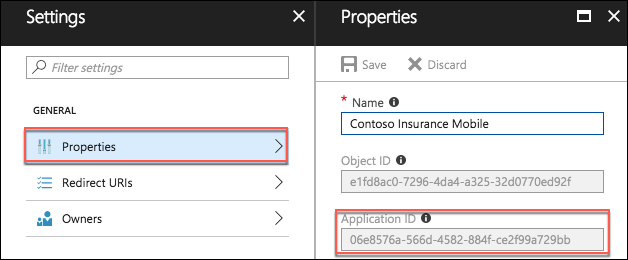 Settings
Filter settings
GENERAL
Properties
Redirect URIs
Owners
Properties
Save Discard
* Name
Contoso Insurance Mobile
Object ID
e1fd8ac0-7296-4da4-a325-32d0770ed92f
Application ID
06e8576a-566d-4582-884f-ce2f99a729bb